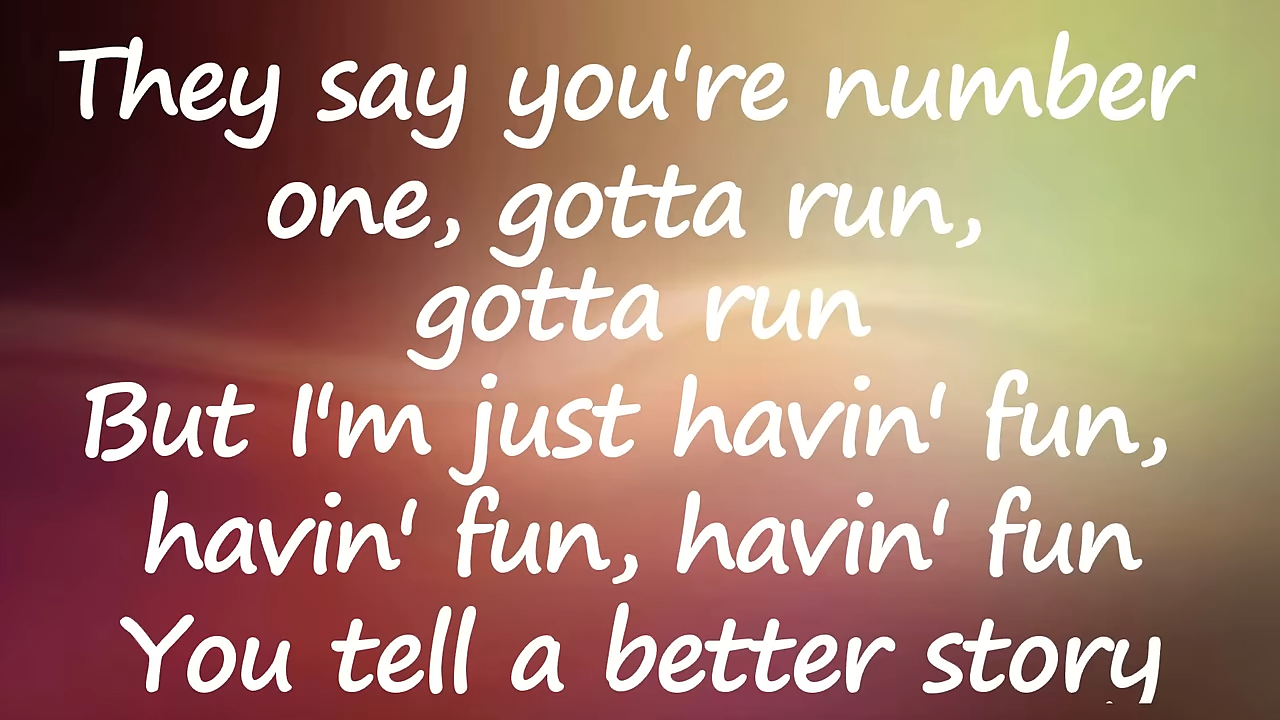 They say you're number
one, gotta run,
gotta run
But I'm just havin' fun,
havin' fun, havin' fun
You tell a better story